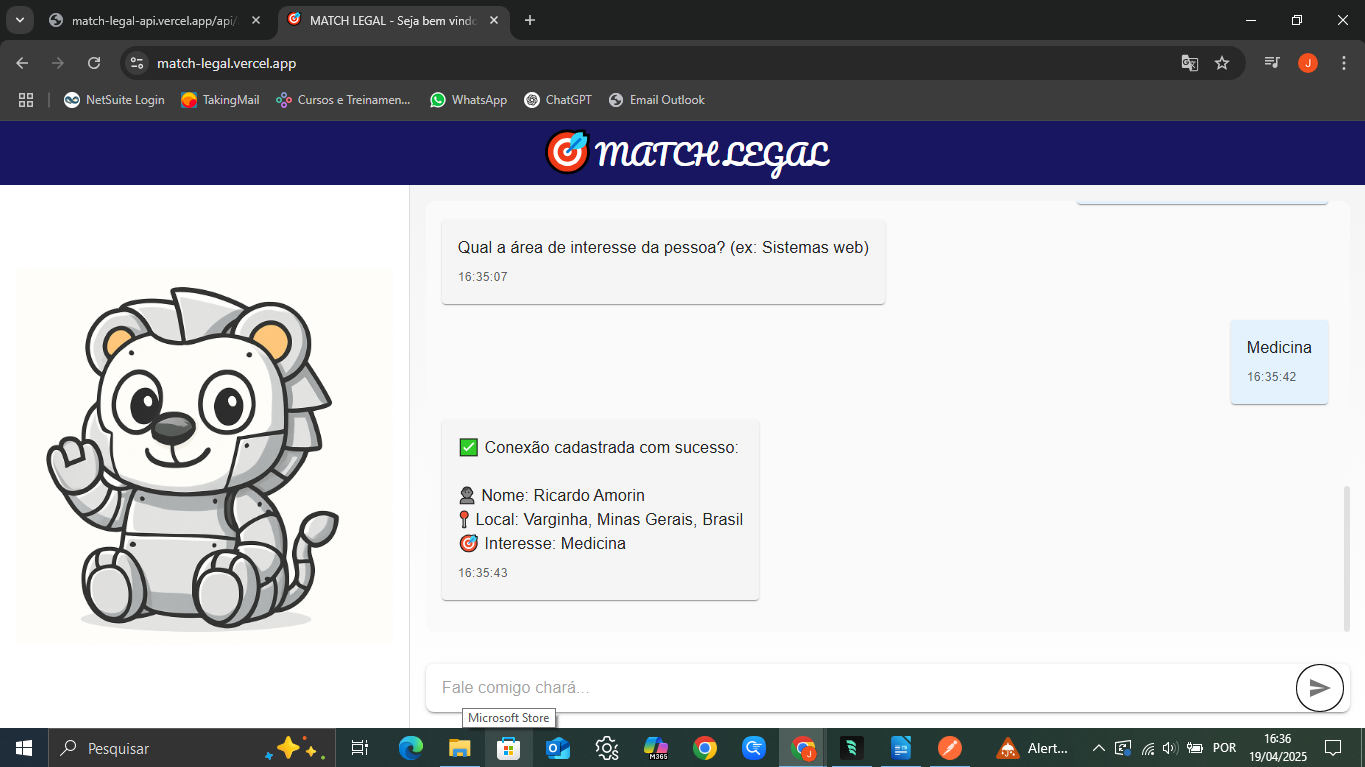 match-legal-api.vercel.app/api/
MATCH LEGAL - Seja bem vindo
match-legal.vercel.app
J
NetSuite Login
TakingMail
Cursos e Treinamen...
WhatsApp
ChatGPT
Email Outlook
MATCH LEGAL
Qual a área de interesse da pessoa? (ex: Sistemas web)
16:35:07
Medicina
16:35:42
Conexão cadastrada com sucesso:
Nome: Ricardo Amorin
Local: Varginha, Minas Gerais, Brasil
Interesse: Medicina
16:35:43
Fale comigo chará...
Microsoft Store
Pesquisar
M365
J
Alert...
POR
16:36
19/04/2025